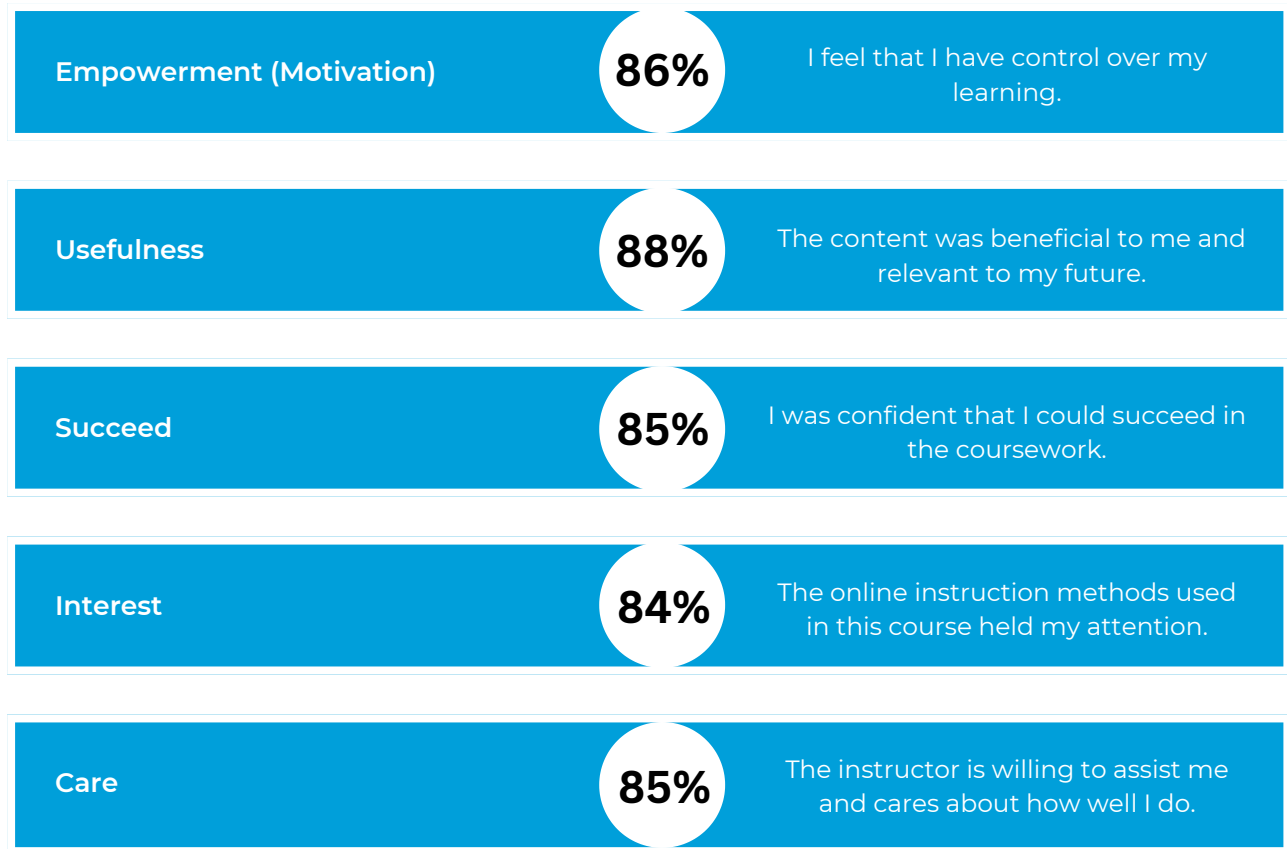 Empowerment (Motivation)
86%
I feel that I have control over my
learning.
Usefulness
88%
The content was beneficial to me and
relevant to my future.
Succeed
85%
I was confident that I could succeed in
the coursework.
Interest
84%
The online instruction methods used
in this course held my attention.
Care
85%
The instructor is willing to assist me
and cares about how well I do.